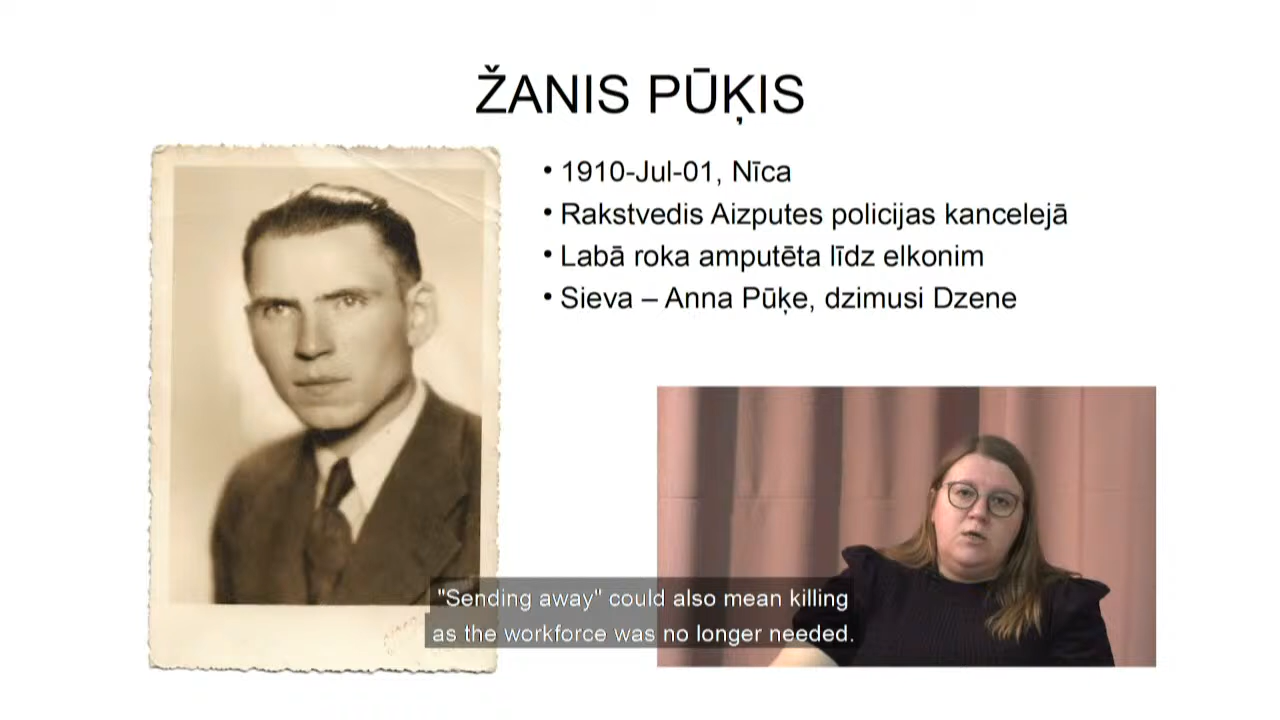 ŽANIS PŪĶIS
• 1910-Jul-01, Nīca
• Rakstvedis Aizputes policijas kancelejā
• Labā roka amputēta līdz elkonim
• Sieva – Anna Pūķe, dzimusi Dzene
"Sending away" could also mean killing
as the workforce was no longer needed.